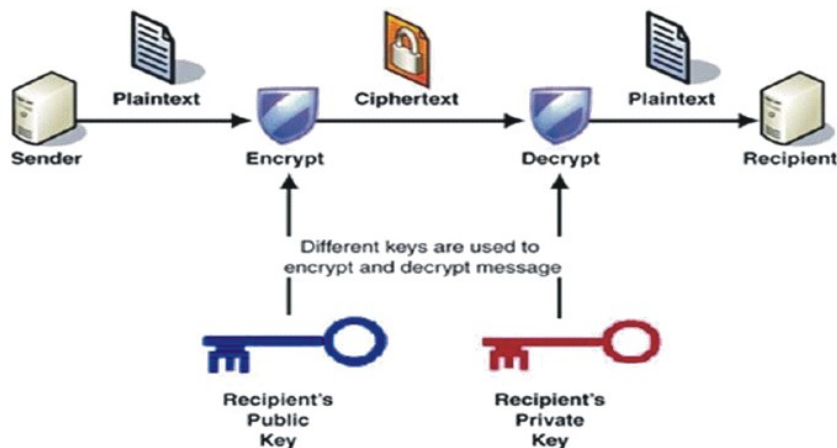 Plaintext
Ciphertext
Plaintext
Sender
Encrypt
Decrypt
Recipient
Different keys are used to
encrypt and decrypt message
Recipient's
Public
Key
Recipient's
Private
Key